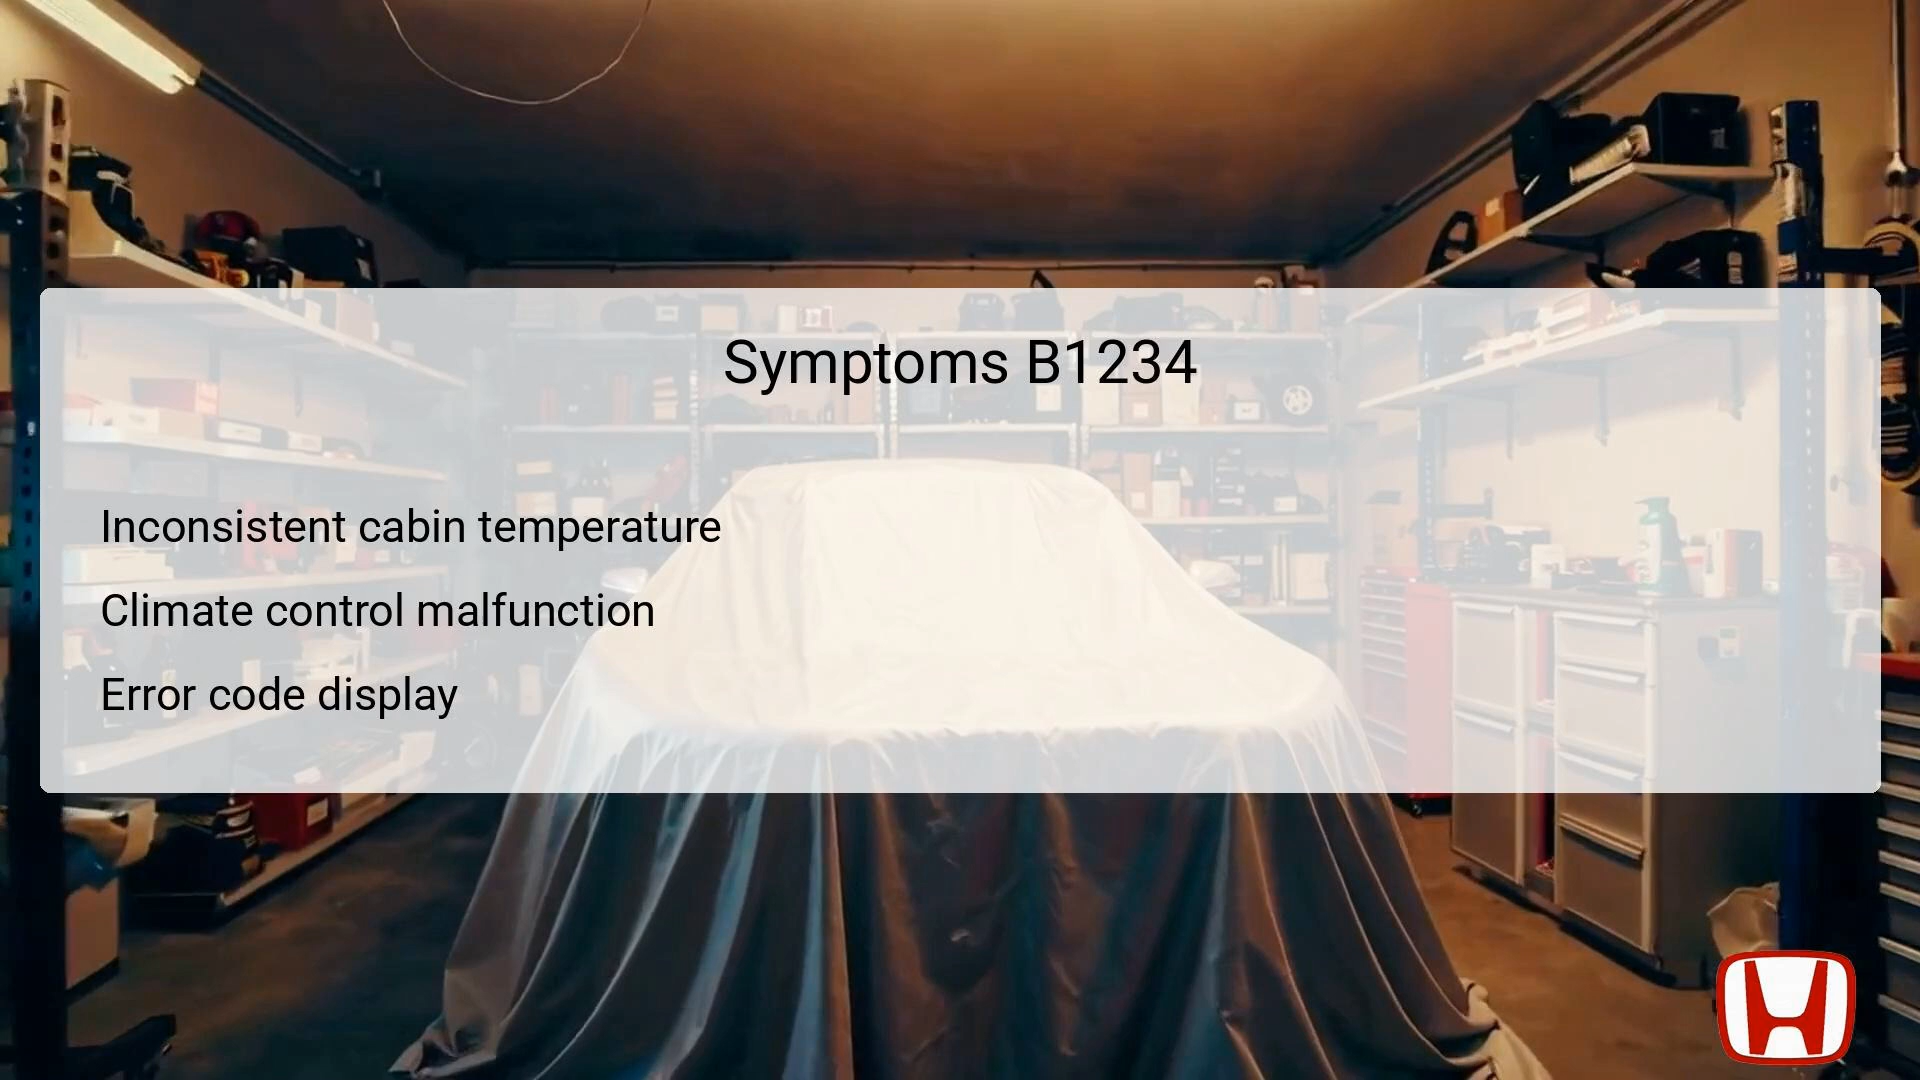 Symptoms B1234
Inconsistent cabin temperature
Climate control malfunction
Error code display